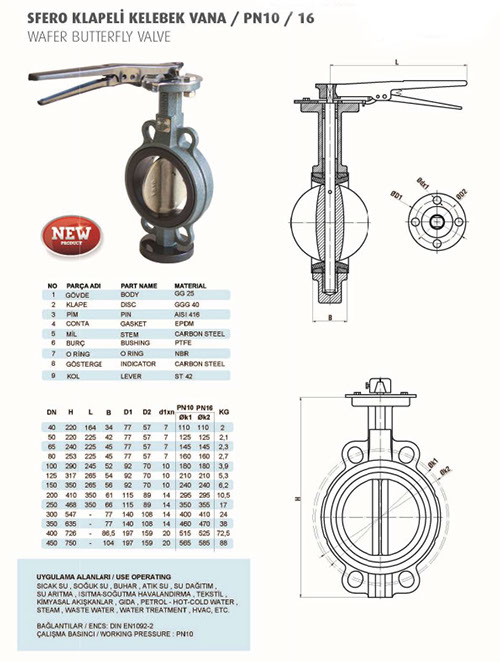 SFERO KLAPELİ KELEBEK VANA / PN10 / 16
WAFER BUTTERFLY VALVE
NEW
PRODUCT
L
Ød×1
ØD1
ØD2
B
NO PARÇA ADI PART NAME MATERIAL
1 GÖVDE BODY GG 25
2 KLAPE DISC GGG 40
3 PİM PIN AISI 416
4 CONTA GASKET EPDM
5 MİL STEM CARBON STEEL
6 BURÇ BUSHING PTFE
7 O RİNG O RING NBR
8 GÖSTERGE INDICATOR CARBON STEEL
9 KOL LEVER ST 42
DN H L B D1 D2 d1xn PN10 Øk1 PN16 Øk2 KG
40 220 164 34 77 57 7 110 110 2
50 220 225 42 77 57 7 125 125 2,1
65 240 225 45 77 57 7 145 145 2,3
80 253 225 45 77 57 7 160 160 2,7
100 290 245 52 92 70 10 180 180 3,9
125 317 265 54 92 70 10 210 210 5,3
150 350 265 56 92 70 10 240 240 6,2
200 410 350 61 115 89 14 295 295 10,5
250 468 350 66 115 89 14 350 355 17
300 547 - 77 140 108 14 400 410 24
350 635 - 77 140 108 14 460 470 38
400 726 - 86,5 197 159 20 515 525 72,5
450 750 - 104 197 159 20 565 585 88
H
Øk1
Øk2
UYGULAMA ALANLARI / USE OPERATING
SICAK SU , SOĞUK SU , BUHAR , ATIK SU , SU DAĞITIM ,
SU ARITMA , ISITMA-SOĞUTMA HAVALANDIRMA , TEKSTİL ,
KİMYASAL AKIŞKANLAR , GIDA , PETROL - HOT-COLD WATER ,
STEAM , WASTE WATER , WATER TREATMENT , HVAC, ETC.
BAĞLANTILAR / ENCS: DIN EN1092-2
ÇALIŞMA BASINCI / WORKING PRESSURE : PN10